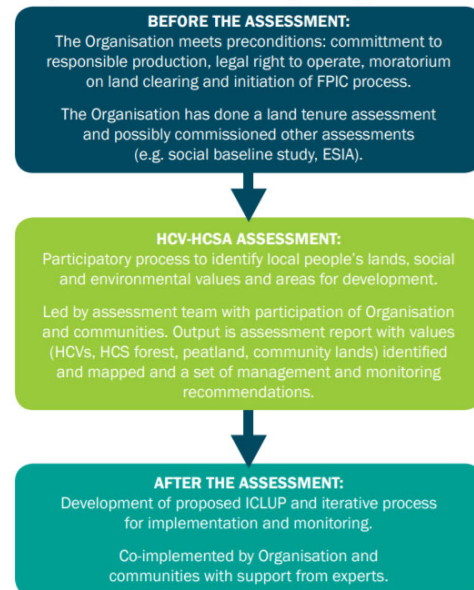 BEFORE THE ASSESSMENT:
The Organisation meets preconditions: committment to
responsible production, legal right to operate, moratorium
on land clearing and initiation of FPIC process.
The Organisation has done a land tenure assessment
and possibly commissioned other assessments
(e.g. social baseline study, ESIA).
HCV-HCSA ASSESSMENT:
Participatory process to identify local people's lands, social
and environmental values and areas for development.
Led by assessment team with participation of Organisation
and communities. Output is assessment report with values
(HCVs, HCS forest, peatland, community lands) identified
and mapped and a set of management and monitoring
recommendations.
AFTER THE ASSESSMENT:
Development of proposed ICLUP and iterative process
for implementation and monitoring.
Co-implemented by Organisation and
communities with support from experts.